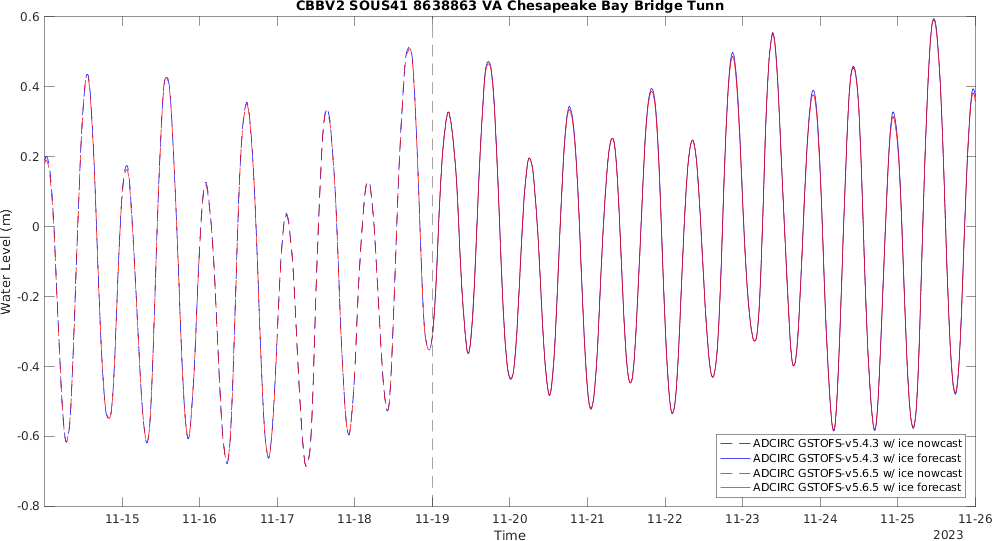 CBBV2 SOUS41 8638863 VA Chesapeake Bay Bridge Tunn
Water Level (m)
0.6
0.4
0.2
0
-0.2
-0.4
-0.6
-0.8
ADCIRC GSTOFS-v5.4.3 w/ ice nowcast
ADCIRC GSTOFS-v5.4.3 w/ ice forecast
ADCIRC GSTOFS-v5.6.5 w/ ice nowcast
ADCIRC GSTOFS-v5.6.5 w/ ice forecast
11-15 11-16 11-17 11-18 11-19 11-20 11-21 11-22 11-23 11-24 11-25 11-26
Time
2023